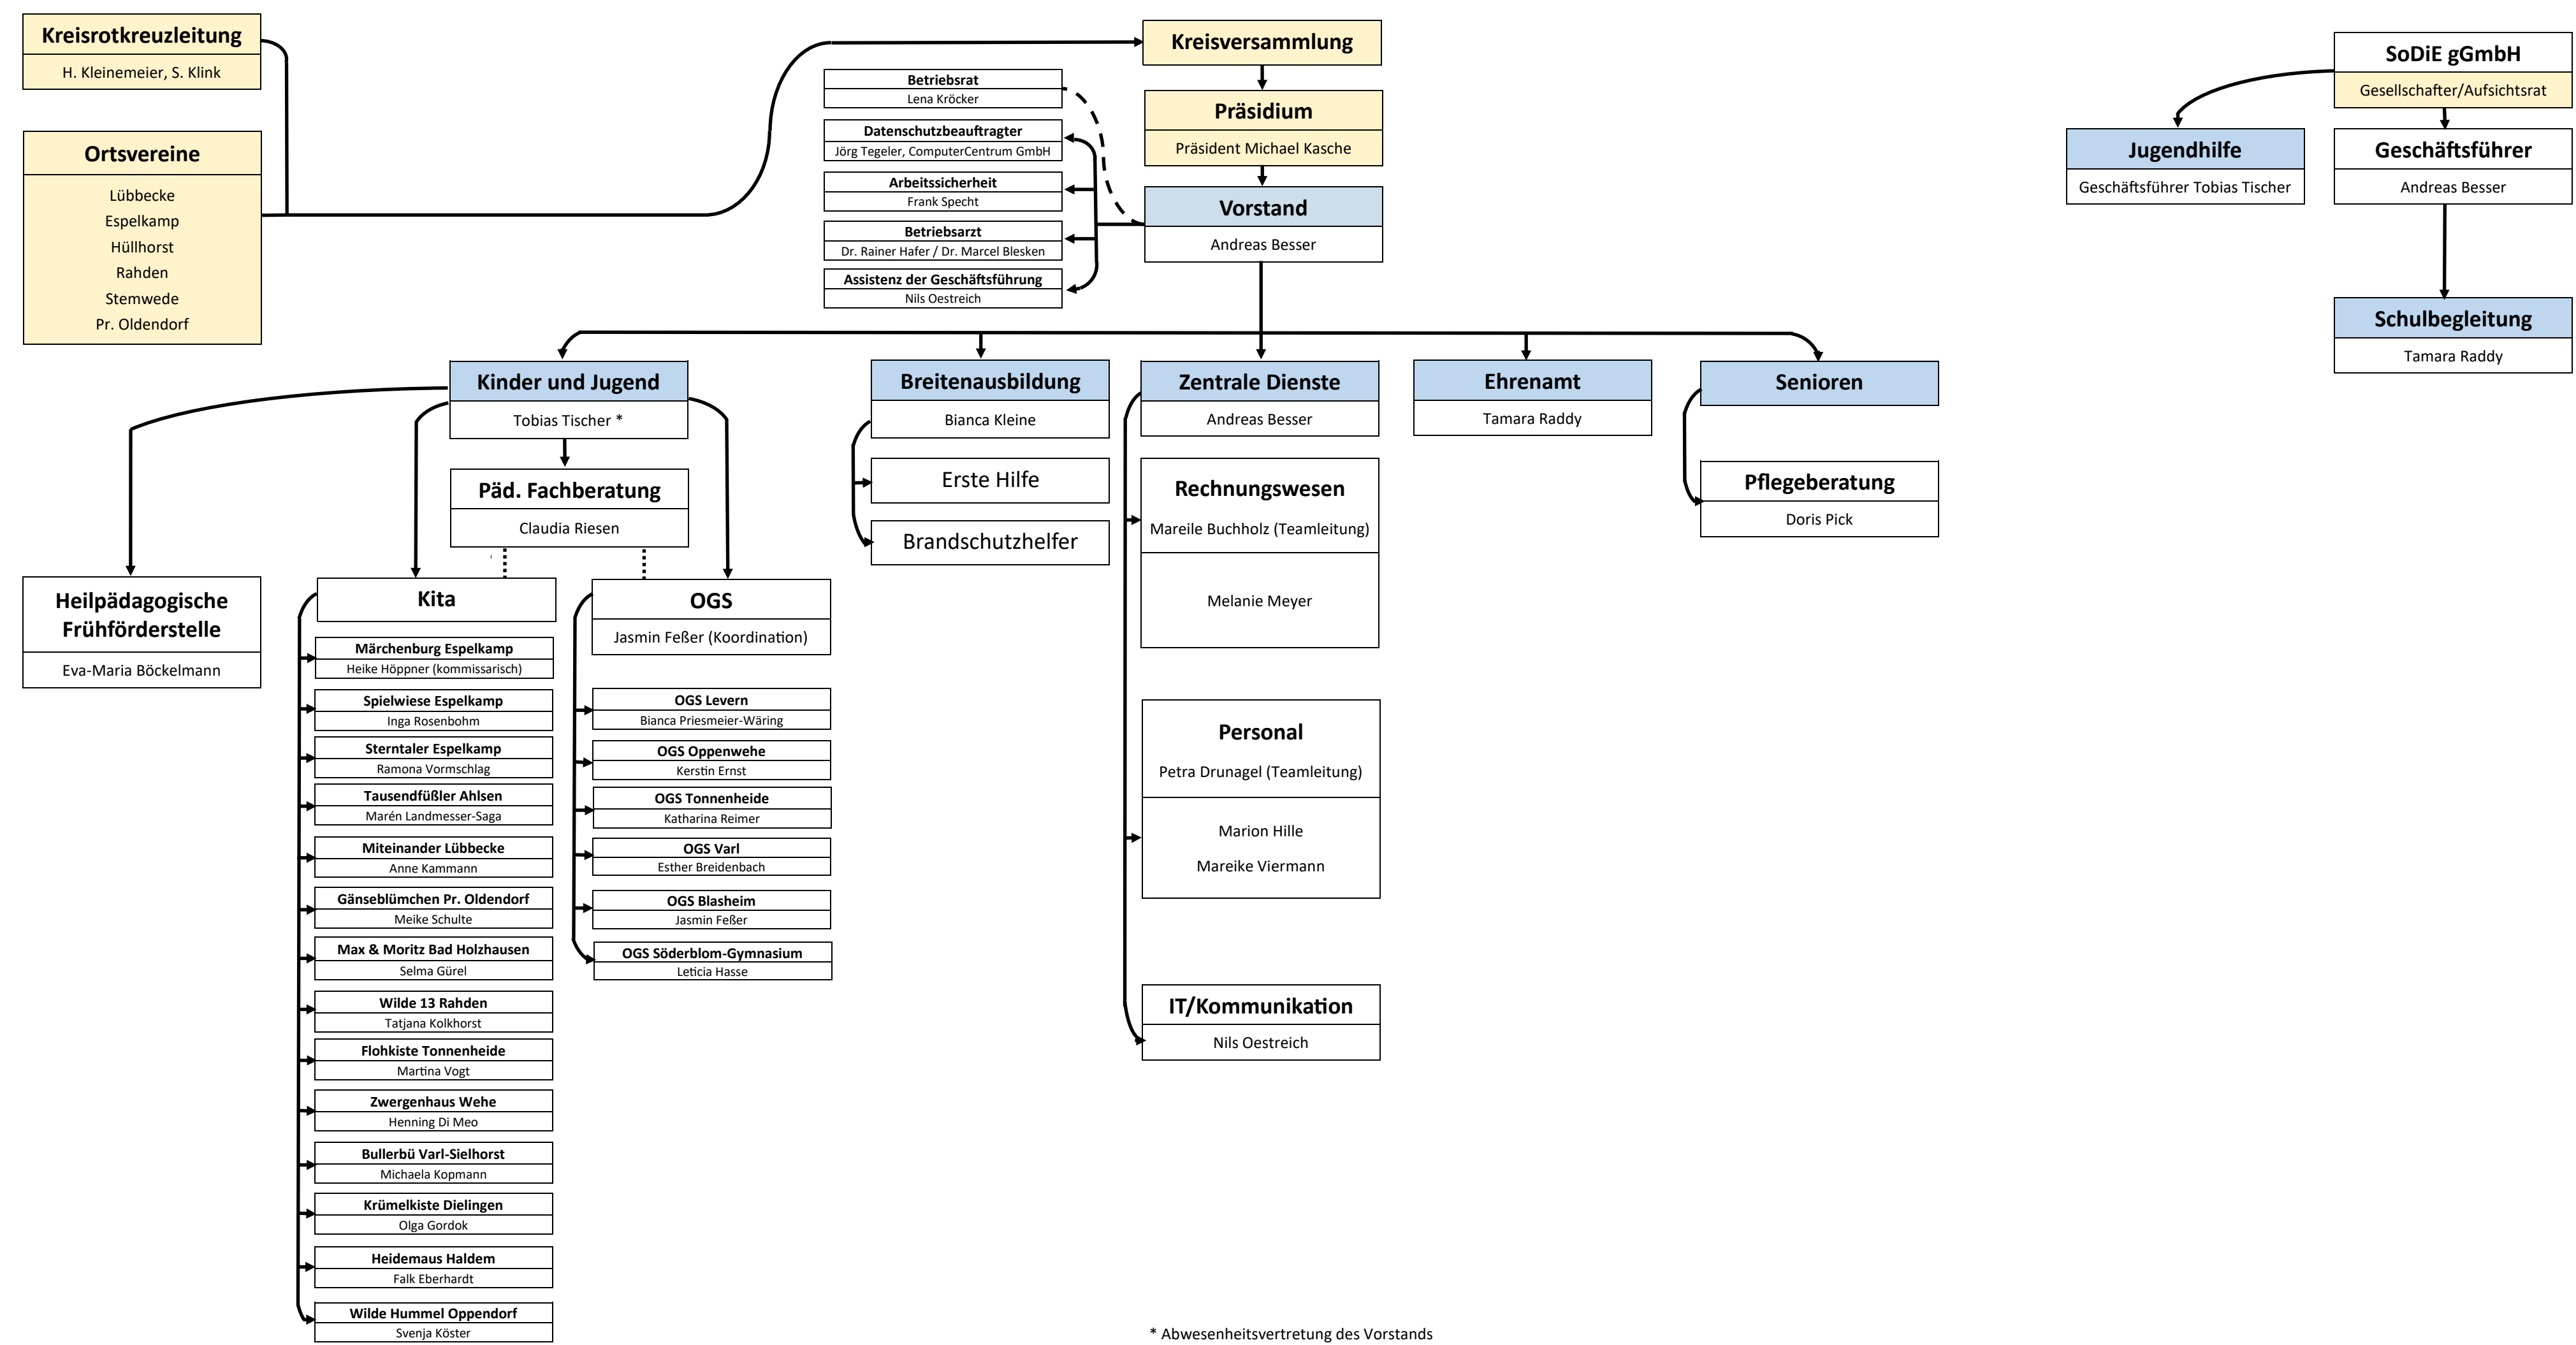 Kreisrotkreuzleitung
H. Kleinemeier, S. Klink
Ortsvereine
Lübbecke
Espelkamp
Hüllhorst
Rahden
Stemwede
Pr. Oldendorf
Kreisversammlung
Präsidium
Präsident Michael Kasche
Vorstand
Andreas Besser
Betriebsrat
Lena Kröcker
Datenschutzbeauftragter
Jörg Tegeler, ComputerCentrum GmbH
Arbeitssicherheit
Frank Specht
Betriebsarzt
Dr. Rainer Hafer / Dr. Marcel Blesken
Assistenz der Geschäftsführung
Nils Oestreich
SoDiE gGmbH
Gesellschafter/Aufsichtsrat
Jugendhilfe
Geschäftsführer Tobias Tischer
Geschäftsführer
Andreas Besser
Schulbegleitung
Tamara Raddy
Kinder und Jugend
Tobias Tischer *
Päd. Fachberatung
Claudia Riesen
Heilpädagogische
Frühförderstelle
Eva-Maria Böckelmann
Kita
Märchenburg Espelkamp
Heike Höppner (kommissarisch)
Spielwiese Espelkamp
Inga Rosenbohm
Sterntaler Espelkamp
Ramona Vormschlag
Tausendfüßler Ahlsen
Marén Landmesser-Saga
Miteinander Lübbecke
Anne Kammann
Gänseblümchen Pr. Oldendorf
Meike Schulte
Max & Moritz Bad Holzhausen
Selma Gürel
Wilde 13 Rahden
Tatjana Kolkhorst
Flohkiste Tonnenheide
Martina Vogt
Zwergenhaus Wehe
Henning Di Meo
Bullerbü Varl-Sielhorst
Michaela Kopmann
Krümelkiste Dielingen
Olga Gordok
Heidemaus Haldem
Falk Eberhardt
Wilde Hummel Oppendorf
Svenja Köster
OGS
Jasmin Feßer (Koordination)
OGS Levern
Bianca Priesmeier-Wäring
OGS Oppenwehe
Kerstin Ernst
OGS Tonnenheide
Katharina Reimer
OGS Varl
Esther Breidenbach
OGS Blasheim
Jasmin Feßer
OGS Söderblom-Gymnasium
Leticia Hasse
Breitenausbildung
Bianca Kleine
Erste Hilfe
Brandschutzhelfer
Zentrale Dienste
Andreas Besser
Rechnungswesen
Mareile Buchholz (Teamleitung)
Melanie Meyer
Personal
Petra Drunagel (Teamleitung)
Marion Hille
Mareike Viermann
IT/Kommunikation
Nils Oestreich
Ehrenamt
Tamara Raddy
Senioren
Pflegeberatung
Doris Pick
* Abwesenheitsvertretung des Vorstands